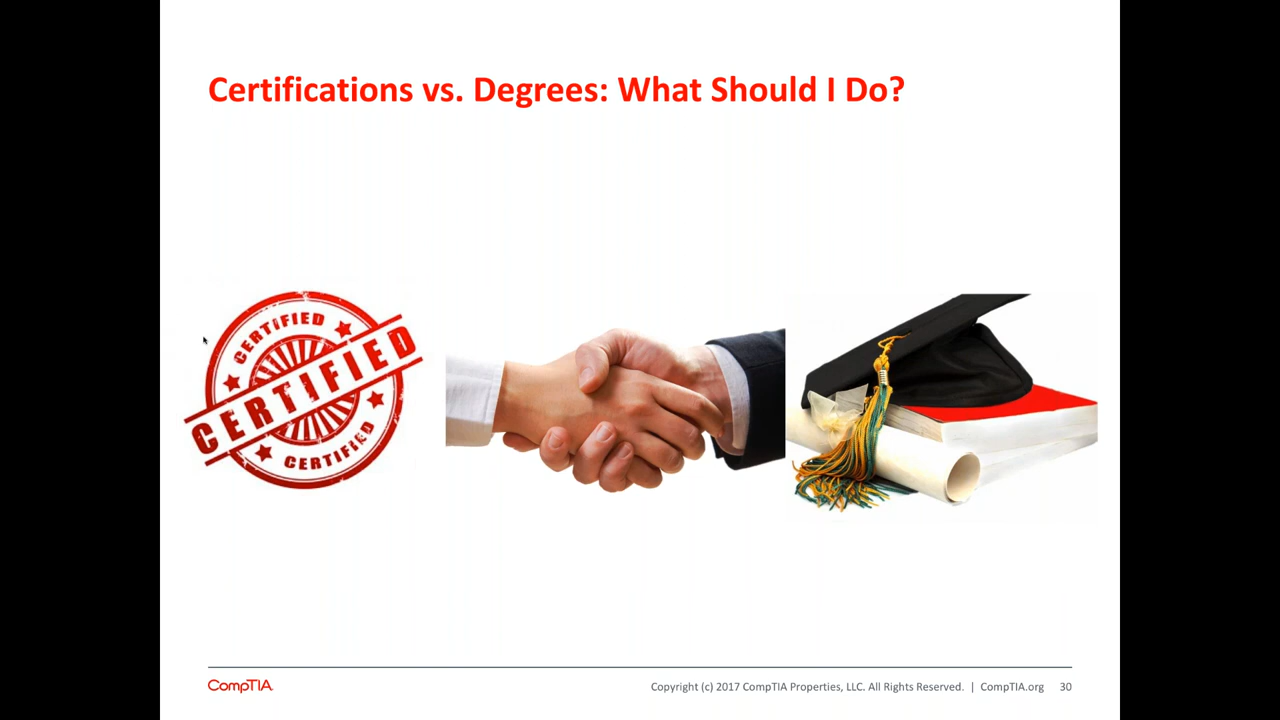 Certifications vs. Degrees: What Should I Do?
CERTIFIED
CERTIFIED
CERTIFIED
CompTIA
Copyright (c) 2017 CompTIA Properties, LLC. All Rights Reserved. | CompTIA.org 30